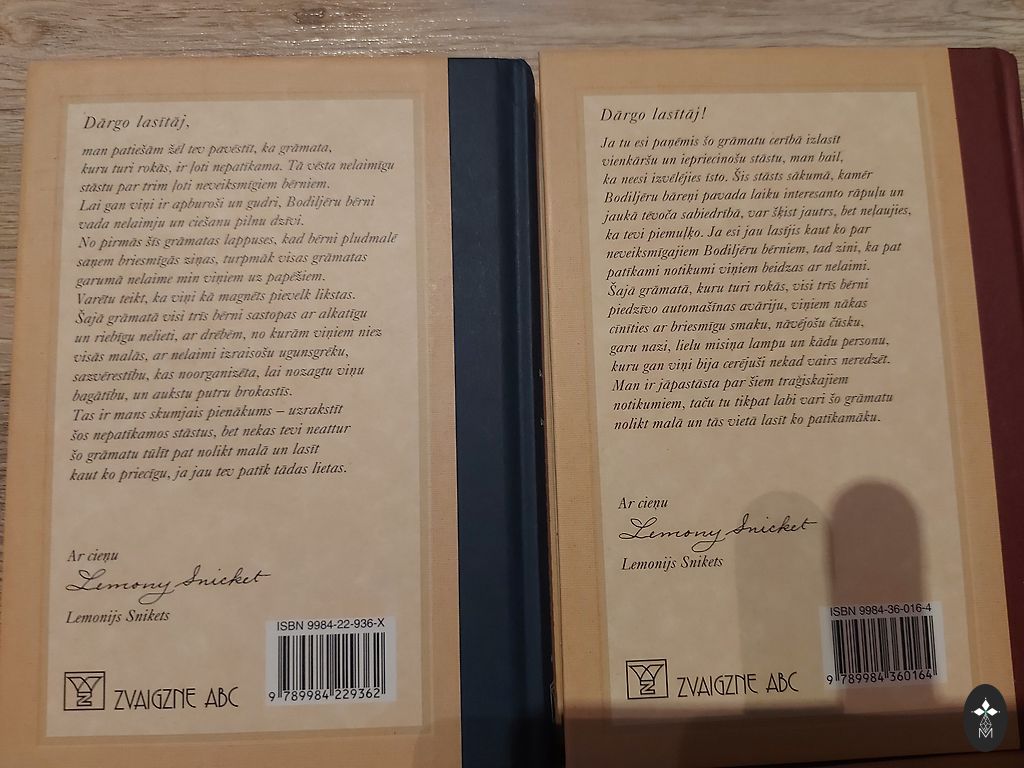 Dārgo lasītāj,
man patiešām žēl tev pavēstīt, ka grāmata,
kuru turi rokās, ir ļoti nepatīkama. Tā vēsta nelaimīgu
stāstu par trim ļoti neveiksmīgiem bērniem.
Lai gan viņi ir apburoši un gudri, Bodiljēru bērni
vada nelaimju un ciešanu pilnu dzīvi.
No pirmās šīs grāmatas lappuses, kad bērni pludmalē
saņem briesmīgās ziņas, turpmāk visas grāmatas
garumā nelaime min viņiem uz papēžiem.
Varētu teikt, ka viņi kā magnēts pievelk likstas.
Šajā grāmatā visi trīs bērni sastopas ar alkatīgu
un riebīgu nelieti, ar drēbēm, no kurām viņiem niez
visās malās, ar nelaimi izraisošu ugunsgrēku,
sazvērestību, kas noorganizēta, lai nozagtu viņu
bagātību, un aukstu putru brokastīs.
Tas ir mans skumjais pienākums – uzrakstīt
šos nepatīkamos stāstus, bet nekas tevi neattur
šo grāmatu tūlīt pat nolikt malā un lasīt
kaut ko priecīgu, ja jau tev patīk tādas lietas.
Ar cieņu
Lemony Snicket
Lemonijs Snikets
ISBN 9984-22-936-X
9 789984 229362
ZVAIGZNE ABC
Dārgo lasītāj!
Ja tu esi paņēmis šo grāmatu cerībā izlasīt
vienkāršu un iepriecinošu stāstu, man bail,
ka neesi izvēlējies īsto. Šis stāsts sākumā, kamēr
Bodiljēru bāreņi pavada laiku interesanto rāpuļu un
jaukā tēvoča sabiedrībā, var šķist jautrs, bet neļaujies,
ka tevi piemuļķo. Ja esi jau lasījis kaut ko par
neveiksmīgajiem Bodiljēru bērniem, tad zini, ka pat
patīkami notikumi viņiem beidzas ar nelaimi.
Šajā grāmatā, kuru turi rokās, visi trīs bērni
piedzīvo automašīnas avāriju, viņiem nākas
cīnīties ar briesmīgu smaku, nāvējošu čūsku,
garu nazi, lielu misiņa lampu un kādu personu,
kuru gan viņi bija cerējuši nekad vairs neredzēt.
Man ir jāpastāsta par šiem traģiskajiem
notikumiem, taču tu tikpat labi vari šo grāmatu
nolikt malā un tās vietā lasīt ko patīkamāku.
Ar cieņu
Lemony Snicket
Lemonijs Snikets
ISBN 9984-36-016-4
9 789984 360164
ZVAIGZNE ABC
M